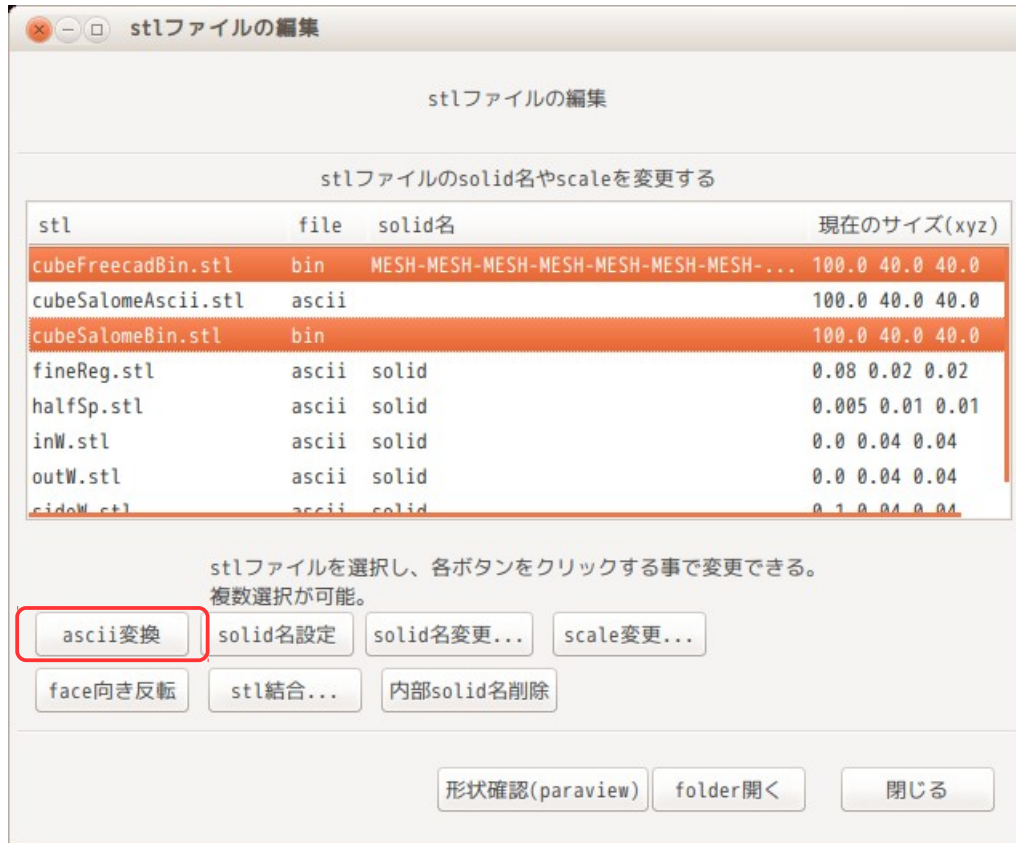 stlファイルの編集
stlファイルの編集
stlファイルのsolid名やscaleを変更する
stl file solid名 現在のサイズ(xyz)
cubeFreecadBin.stl bin MESH-MESH-MESH-MESH-MESH-MESH-MESH-... 100.0 40.0 40.0
cubeSalomeAscii.stl ascii 100.0 40.0 40.0
cubeSalomeBin.stl bin 100.0 40.0 40.0
fineReg.stl ascii solid 0.08 0.02 0.02
halfSp.stl ascii solid 0.005 0.01 0.01
inW.stl ascii solid 0.0 0.04 0.04
outW.stl ascii solid 0.0 0.04 0.04
sideW.stl ascii solid 0.1 0.04 0.04
stlファイルを選択し、各ボタンをクリックする事で変更できる。
複数選択が可能。
ascii変換 solid名設定 solid名変更... scale変更...
face向き反転 stl結合... 内部solid名削除
形状確認(paraview) folder開く 閉じる